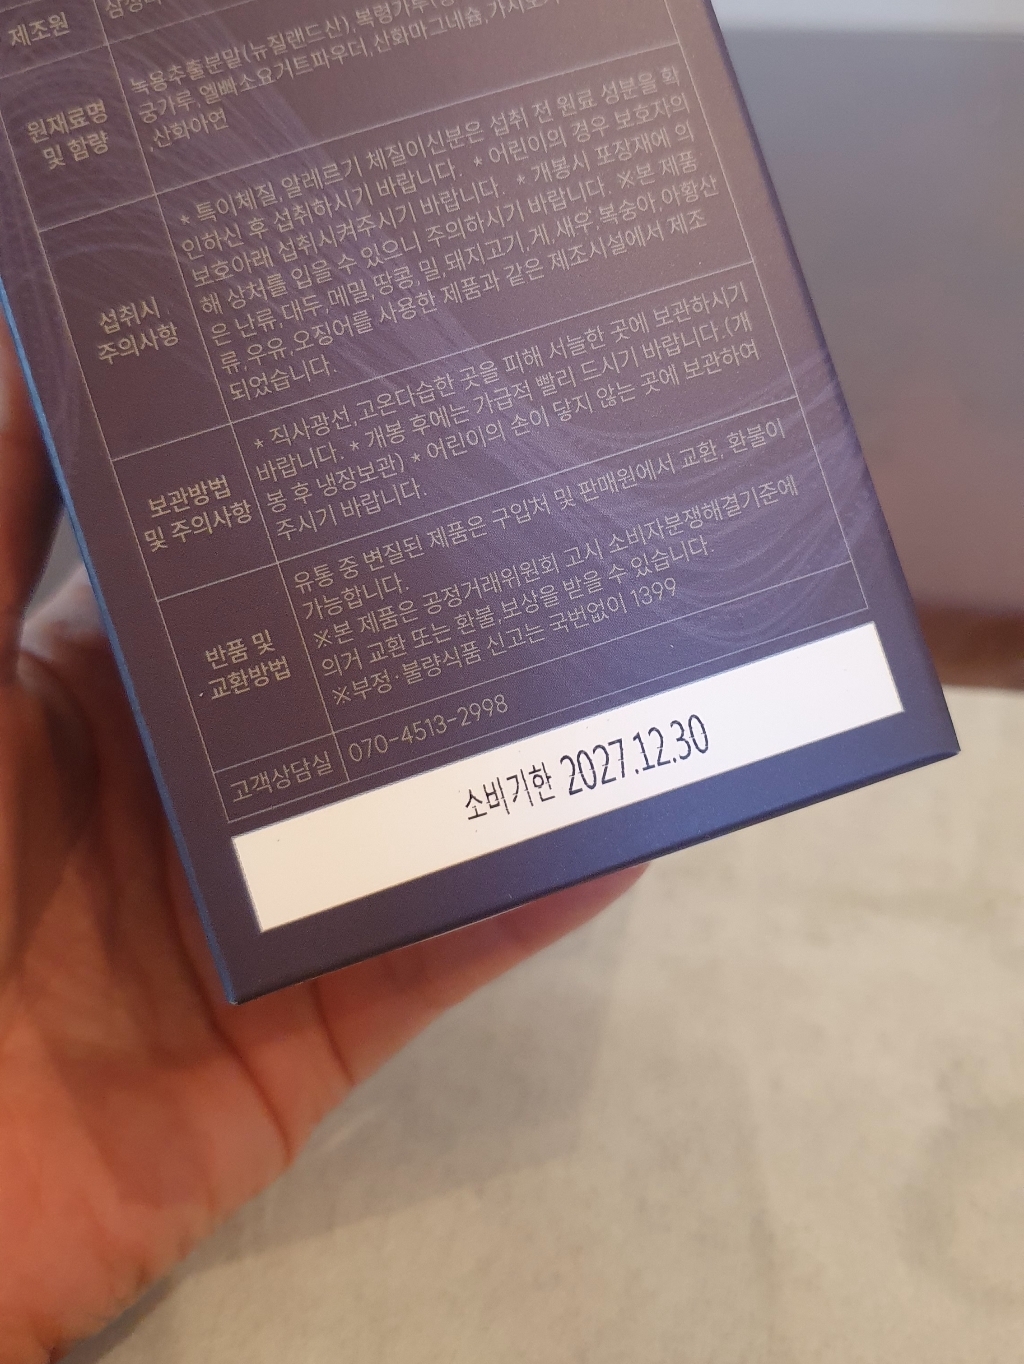 제조원
원재료명
및 함량
녹용추출분말(뉴질랜드산),복령가루
궁가루,엘빠소요거트파우더,산화마그네슘,가시오
,산화아연
섭취시
주의사항
* 특이체질,알레르기 체질이신분은 섭취 전 원료 성분을 확
인하신 후 섭취하시기 바랍니다. * 어린이의 경우 보호자의
보호아래 섭취시켜주시기 바랍니다. * 개봉시 포장재에 의
해 상처를 입을 수 있으니 주의하시기 바랍니다. ※본 제품
은 난류,대두,메밀,땅콩,밀,돼지고기,게,새우,복숭아 아황산
류,우유,오징어를 사용한 제품과 같은 제조시설에서 제조
되었습니다.
보관방법
및 주의사항
* 직사광선,고온다습한 곳을 피해 서늘한 곳에 보관하시기
바랍니다. * 개봉 후에는 가급적 빨리 드시기 바랍니다.(개
봉 후 냉장보관) * 어린이의 손이 닿지 않는 곳에 보관하여
주시기 바랍니다.
반품 및
교환방법
유통 중 변질된 제품은 구입처 및 판매원에서 교환, 환불이
가능합니다.
※본 제품은 공정거래위원회 고시 소비자분쟁해결기준에
의거 교환 또는 환불,보상을 받을 수 있습니다.
※부정·불량식품 신고는 국번없이 1399
고객상담실 070-4513-2998
소비기한 2027.12.30